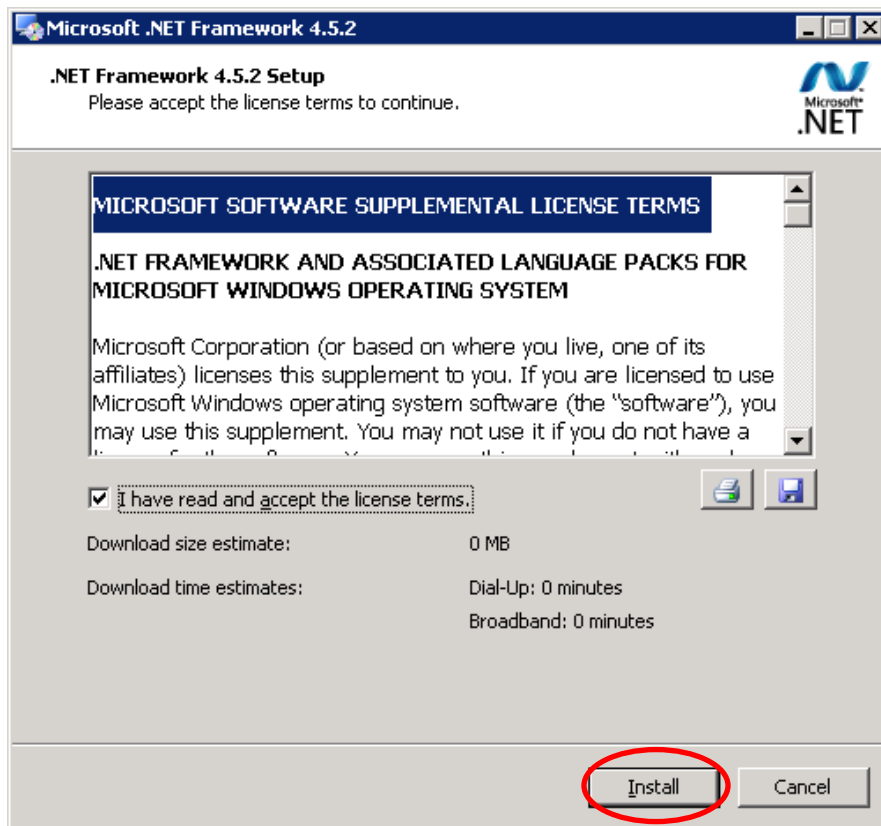 Microsoft .NET Framework 4.5.2
.NET Framework 4.5.2 Setup
Please accept the license terms to continue.
Microsoft®
.NET
MICROSOFT SOFTWARE SUPPLEMENTAL LICENSE TERMS
.NET FRAMEWORK AND ASSOCIATED LANGUAGE PACKS FOR
MICROSOFT WINDOWS OPERATING SYSTEM
Microsoft Corporation (or based on where you live, one of its
affiliates) licenses this supplement to you. If you are licensed to use
Microsoft Windows operating system software (the "software"), you
may use this supplement. You may not use it if you do not have a
I have read and accept the license terms.
Download size estimate: 0 MB
Download time estimates: Dial-Up: 0 minutes
Broadband: 0 minutes
Install Cancel